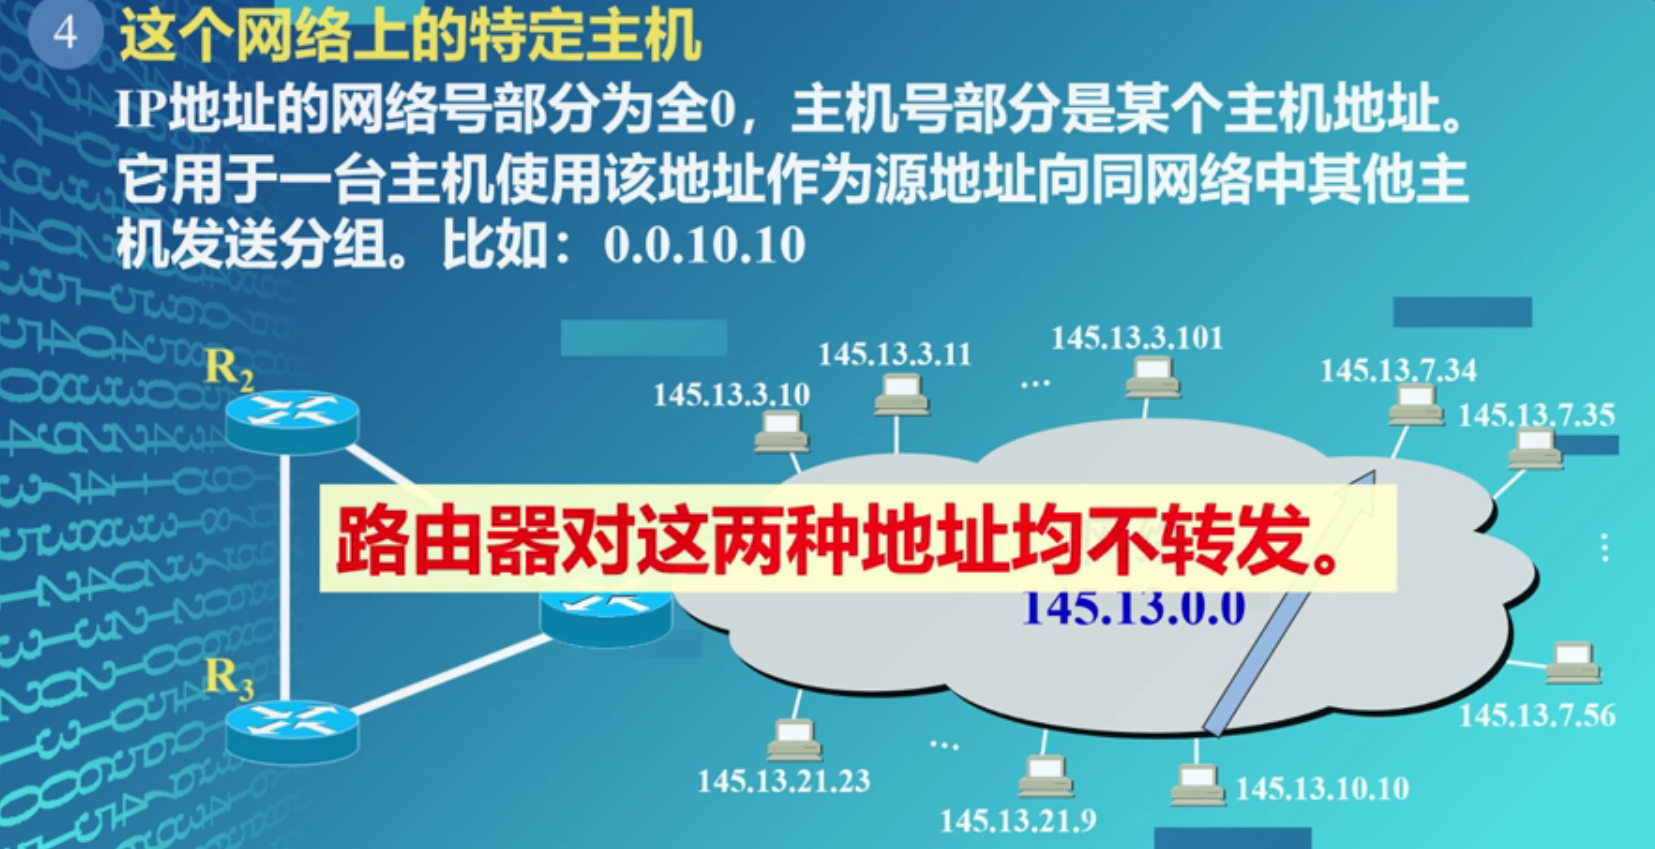 4 这个网络上的特定主机
IP地址的网络号部分为全0，主机号部分是某个主机地址。
它用于一台主机使用该地址作为源地址向同网络中其他主
机发送分组。比如：0.0.10.10
R2
145.13.3.10
145.13.3.11
...
145.13.3.101
145.13.7.34
145.13.7.35
路由器对这两种地址均不转发。
145.13.0.0
⋮
R3
145.13.7.56
145.13.21.23
...
145.13.21.9
145.13.10.10